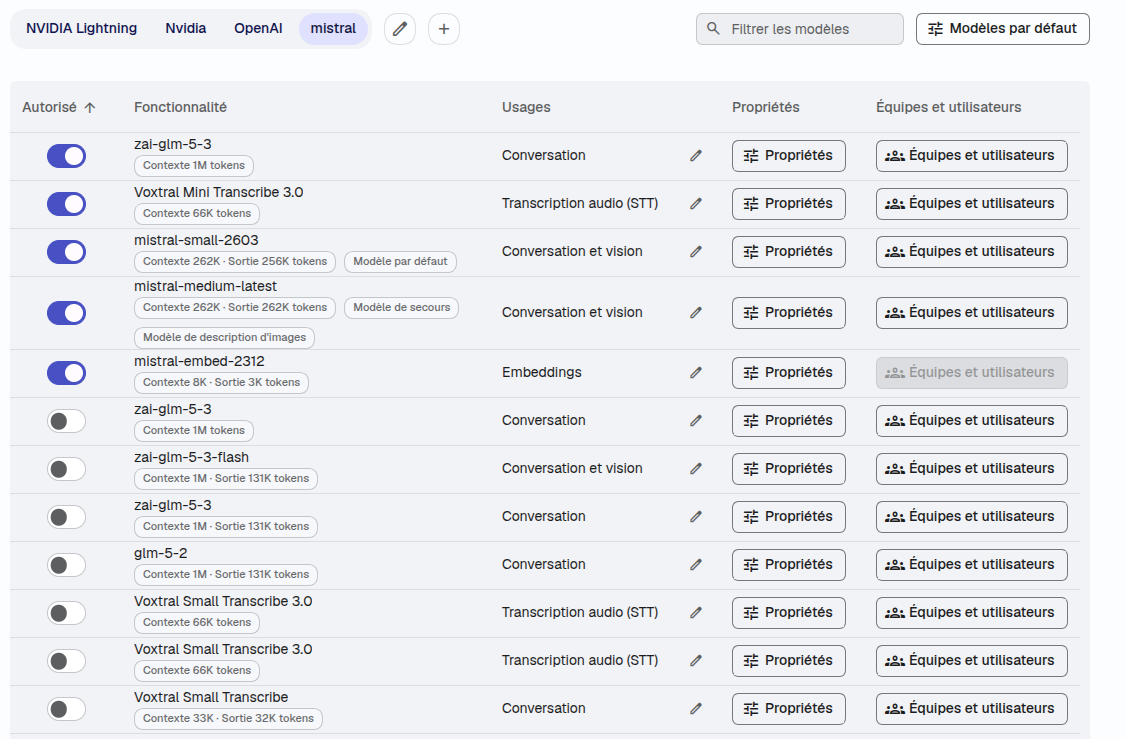 NVIDIA Lightning Nvidia OpenAI mistral Filtrer les modèles Modèles par défaut
Autorisé Fonctionnalité Usages Propriétés Équipes et utilisateurs
zai-glm-5-3
Contexte 1M tokens
Conversation Propriétés Équipes et utilisateurs
Voxtral Mini Transcribe 3.0
Contexte 66K tokens
Transcription audio (STT) Propriétés Équipes et utilisateurs
mistral-small-2603
Contexte 262K · Sortie 256K tokens Modèle par défaut
Conversation et vision Propriétés Équipes et utilisateurs
mistral-medium-latest
Contexte 262K · Sortie 262K tokens Modèle de secours
Modèle de description d'images
Conversation et vision Propriétés Équipes et utilisateurs
mistral-embed-2312
Contexte 8K · Sortie 3K tokens
Embeddings Propriétés Équipes et utilisateurs
zai-glm-5-3
Contexte 1M tokens
Conversation Propriétés Équipes et utilisateurs
zai-glm-5-3-flash
Contexte 1M · Sortie 131K tokens
Conversation et vision Propriétés Équipes et utilisateurs
zai-glm-5-3
Contexte 1M · Sortie 131K tokens
Conversation Propriétés Équipes et utilisateurs
glm-5-2
Contexte 1M · Sortie 131K tokens
Conversation Propriétés Équipes et utilisateurs
Voxtral Small Transcribe 3.0
Contexte 66K tokens
Transcription audio (STT) Propriétés Équipes et utilisateurs
Voxtral Small Transcribe 3.0
Contexte 66K tokens
Transcription audio (STT) Propriétés Équipes et utilisateurs
Voxtral Small Transcribe
Contexte 33K · Sortie 32K tokens
Conversation Propriétés Équipes et utilisateurs